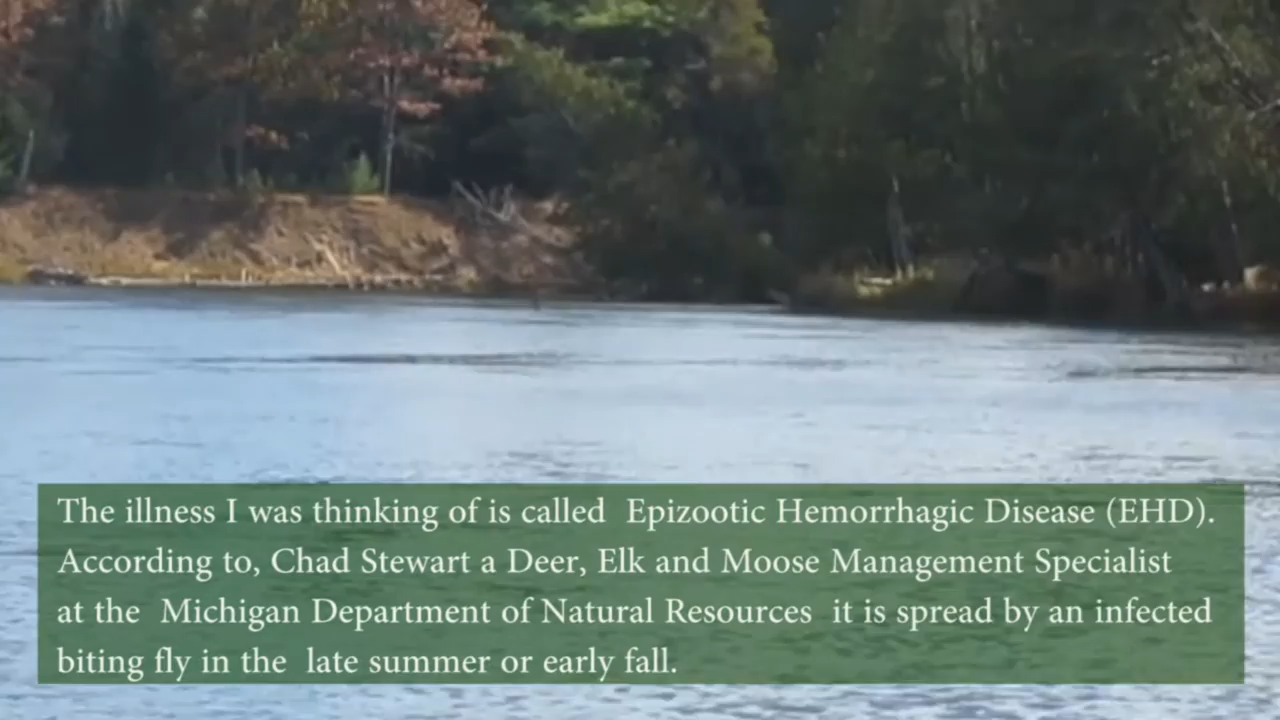 The illness I was thinking of is called  Epizootic Hemorrhagic Disease (EHD).
According to, Chad Stewart a Deer, Elk and Moose Management Specialist
at the  Michigan Department of Natural Resources  it is spread by an infected
biting fly in the  late summer or early fall.